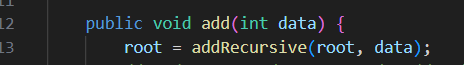 12 public void add(int data) {
13 root = addRecursive(root, data);